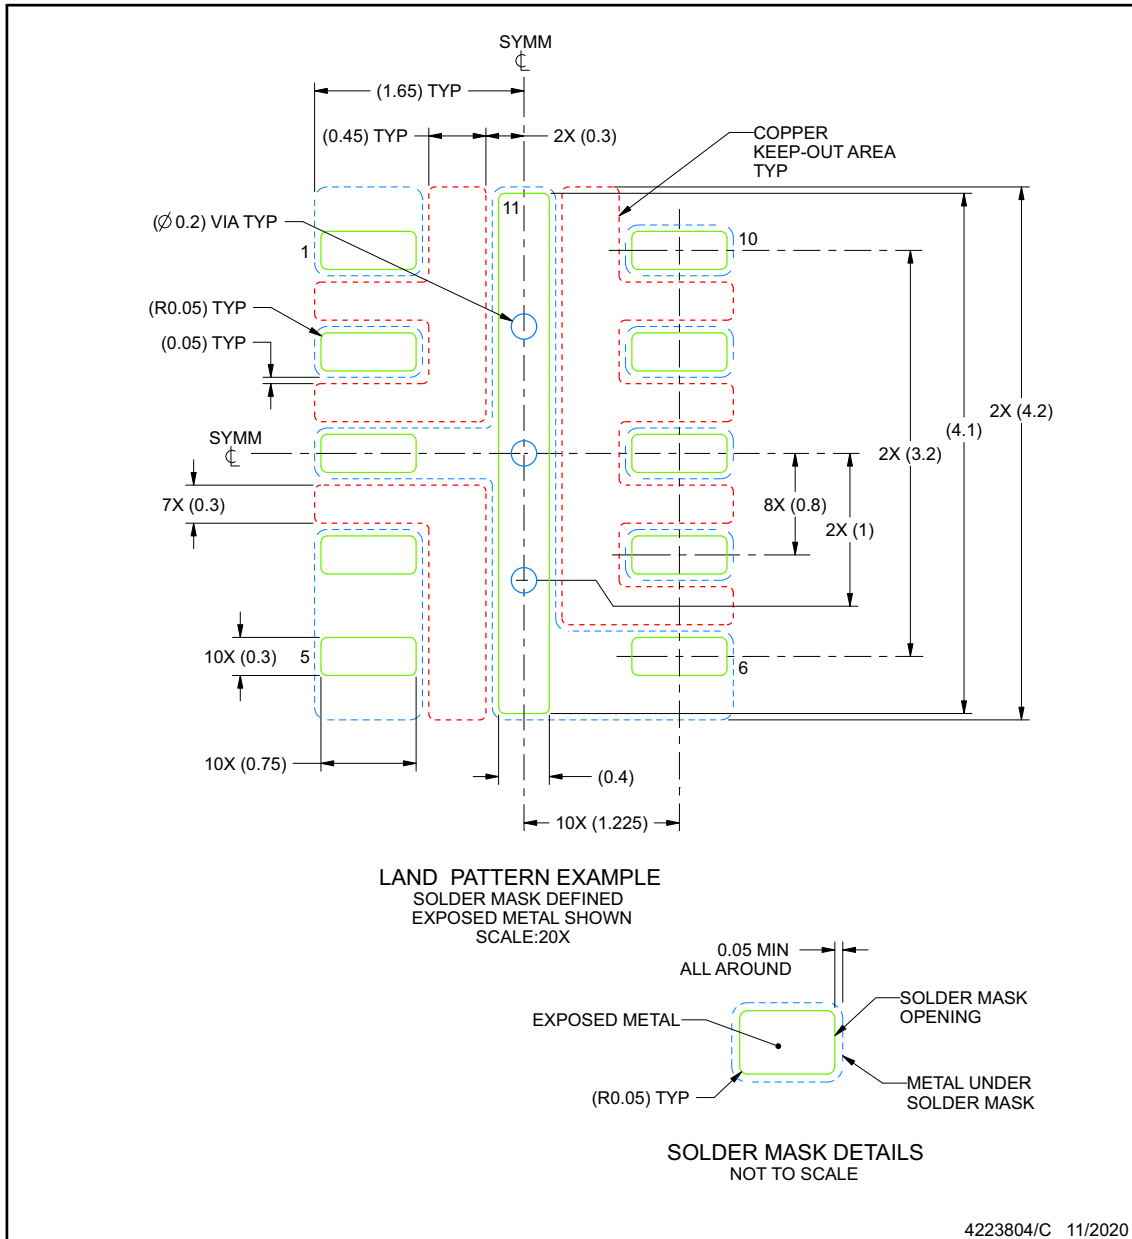 SYMM
(1.65) TYP
(0.45) TYP
2X (0.3)
COPPER
KEEP-OUT AREA
TYP
11
(Ø 0.2) VIA TYP
1
10
(R0.05) TYP
(0.05) TYP
SYMM
2X (4.2)
(4.1)
2X (3.2)
8X (0.8)
2X (1)
7X (0.3)
10X (0.3)
5
6
10X (0.75)
(0.4)
10X (1.225)
LAND PATTERN EXAMPLE
SOLDER MASK DEFINED
EXPOSED METAL SHOWN
SCALE:20X
0.05 MIN
ALL AROUND
SOLDER MASK
OPENING
EXPOSED METAL
METAL UNDER
SOLDER MASK
(R0.05) TYP
SOLDER MASK DETAILS
NOT TO SCALE
4223804/C 11/2020